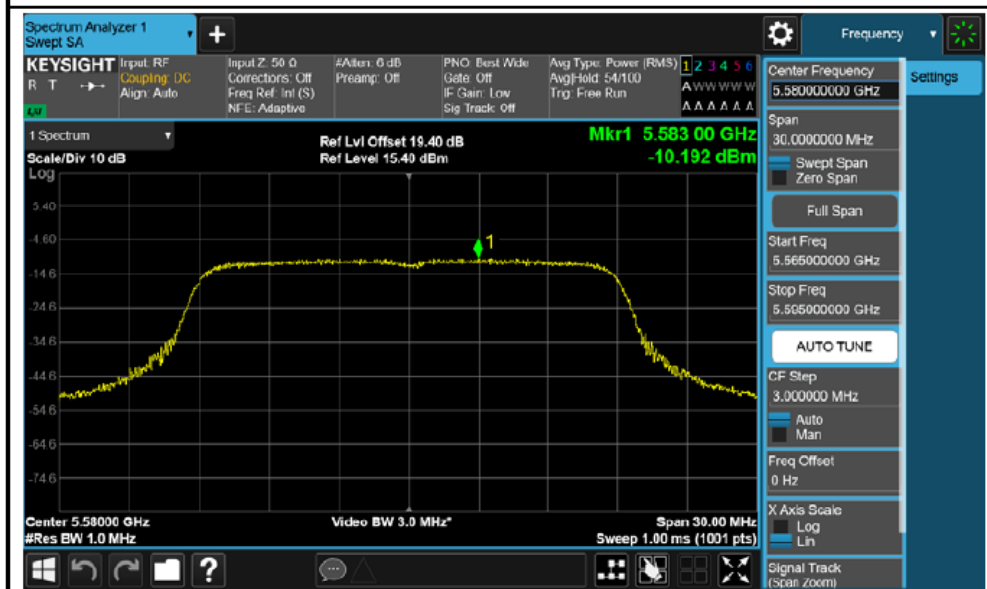 Spectrum Analyzer 1
Swept SA
+
Frequency
KEYSIGHT
R T
Input: RF
Coupling: DC
Align: Auto
Input Z: 50 Ω
Corrections: Off
Freq Ref: Int (S)
NFE: Adaptive
#Atten: 6 dB
Preamp: Off
PNO: Best Wide
Gate: Off
IF Gain: Low
Sig Track: Off
Avg Type: Power (RMS)
Avg|Hold: 54/100
Trig: Free Run
1 2 3 4 5 6
A W W W W W
A A A A A A
Center Frequency
5.580000000 GHz
Settings
Span
30.0000000 MHz
Swept Span
Zero Span
Full Span
Start Freq
5.565000000 GHz
Stop Freq
5.595000000 GHz
AUTO TUNE
CF Step
3.000000 MHz
Auto
Man
Freq Offset
0 Hz
X Axis Scale
Log
Lin
Signal Track
(Span Zoom)
1 Spectrum
Scale/Div 10 dB
Log
Ref Lvl Offset 19.40 dB
Ref Level 15.40 dBm
Mkr1 5.583 00 GHz
-10.192 dBm
1
5.40
-4.60
-14.6
-24.6
-34.6
-44.6
-54.6
-64.6
-74.6
Center 5.58000 GHz
#Res BW 1.0 MHz
Video BW 3.0 MHz*
Span 30.00 MHz
Sweep 1.00 ms (1001 pts)
?